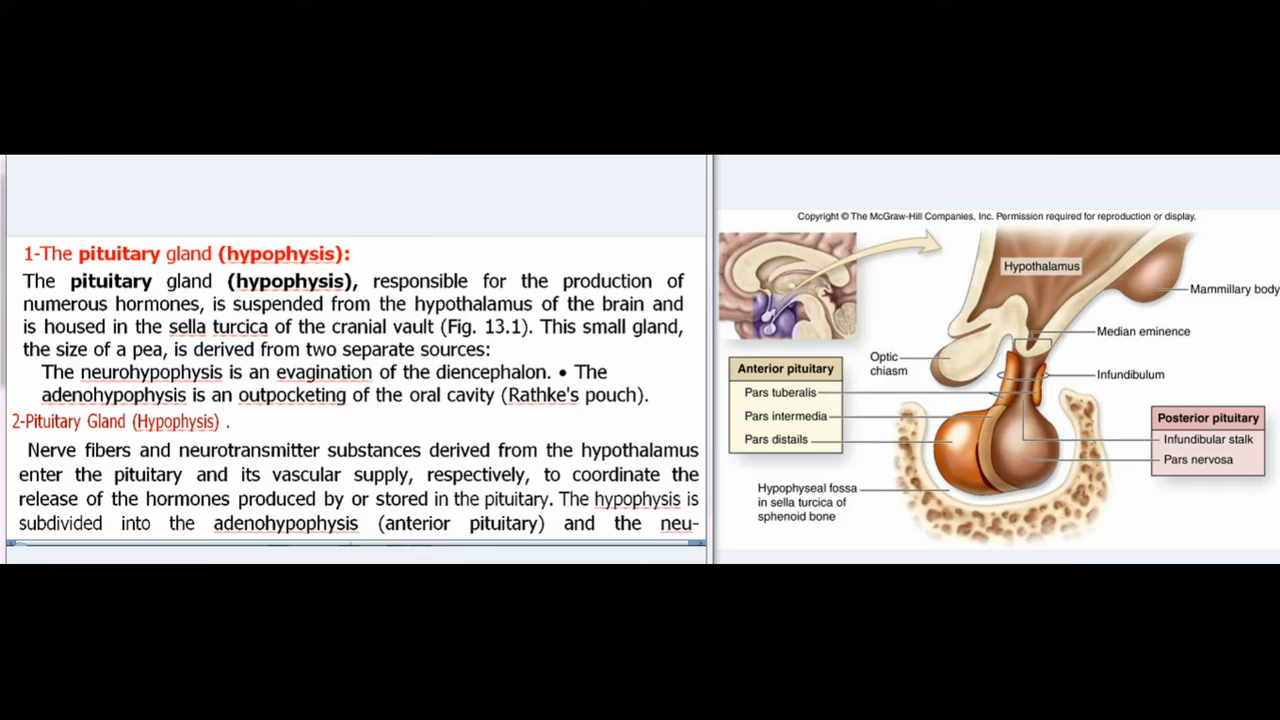 1-The pituitary gland (hypophysis):
The pituitary gland (hypophysis), responsible for the production of
numerous hormones, is suspended from the hypothalamus of the brain and
is housed in the sella turcica of the cranial vault (Fig. 13.1). This small gland,
the size of a pea, is derived from two separate sources:
The neurohypophysis is an evagination of the diencephalon. • The
adenohypophysis is an outpocketing of the oral cavity (Rathke's pouch).
2-Pituitary Gland (Hypophysis) .
Nerve fibers and neurotransmitter substances derived from the hypothalamus
enter the pituitary and its vascular supply, respectively, to coordinate the
release of the hormones produced by or stored in the pituitary. The hypophysis is
subdivided into the adenohypophysis (anterior pituitary) and the neu-
Copyright © The McGraw-Hill Companies, Inc. Permission required for reproduction or display.
Hypothalamus
Mammillary body
Median eminence
Optic
chiasm
Infundibulum
Anterior pituitary
Pars tuberalis
Pars intermedia
Pars distails
Posterior pituitary
Infundibular stalk
Pars nervosa
Hypophyseal fossa
in sella turcica of
sphenoid bone